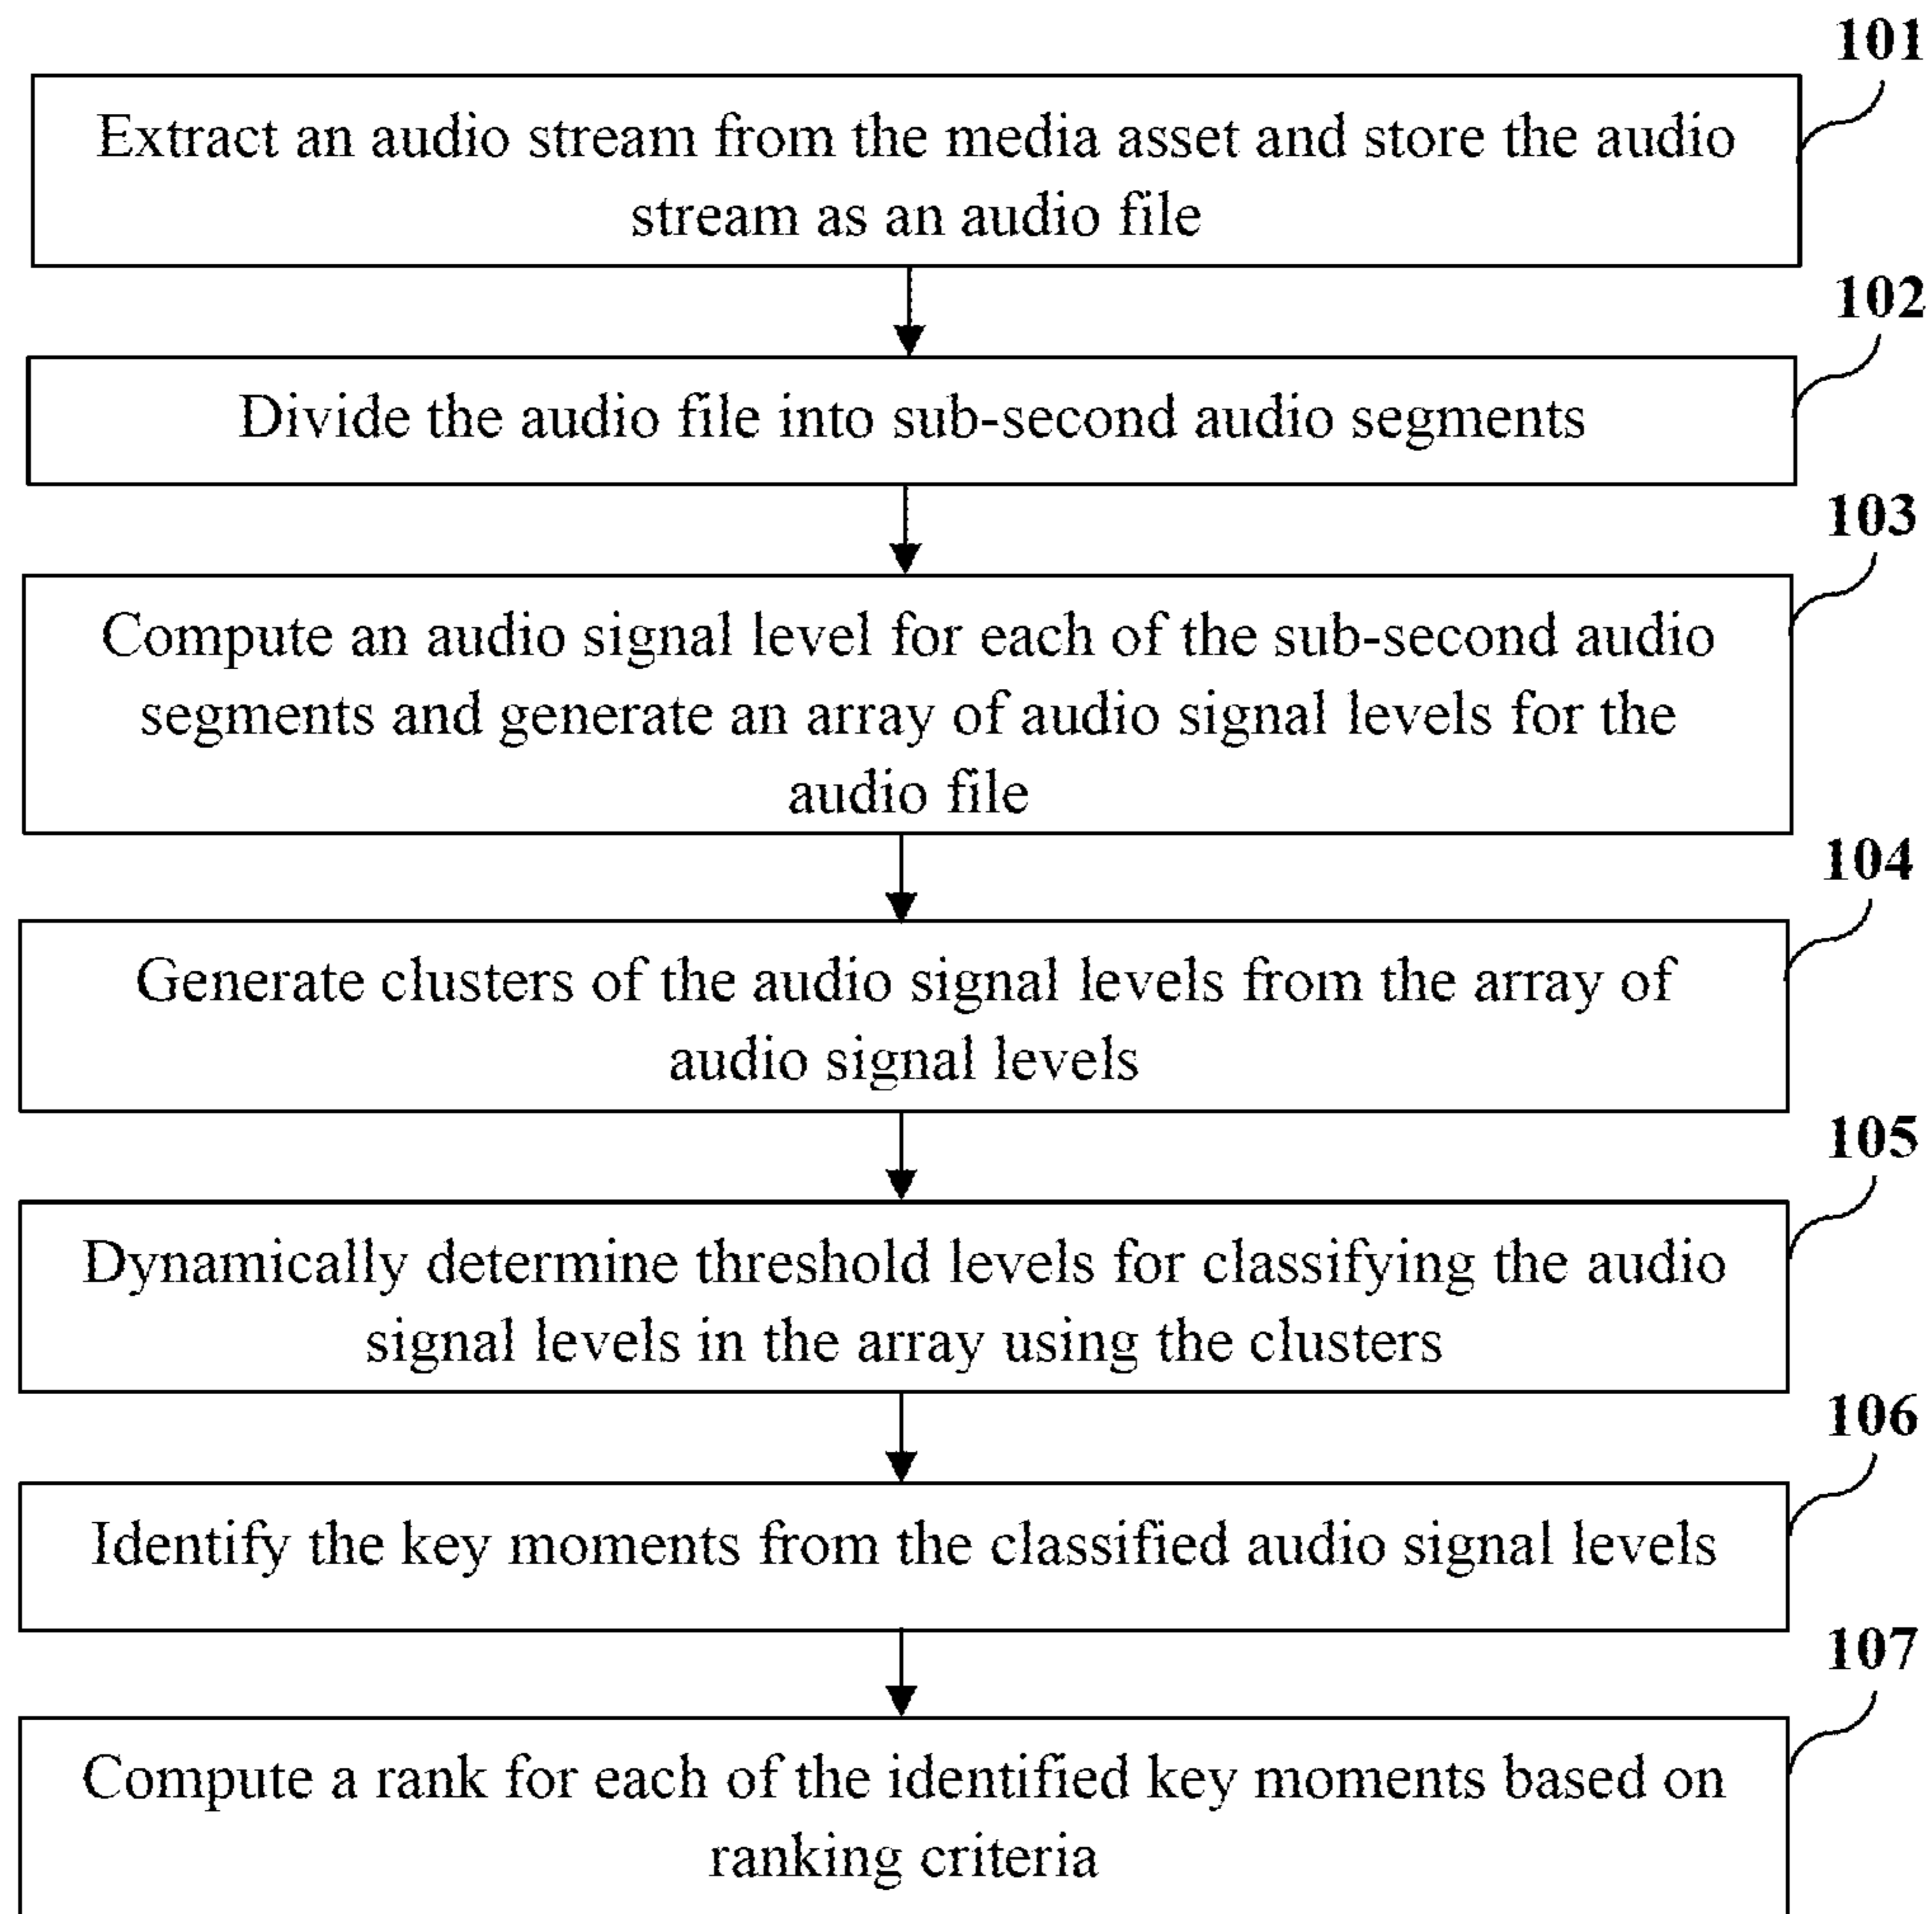 101
Extract an audio stream from the media asset and store the audio
stream as an audio file
102
Divide the audio file into sub-second audio segments
103
Compute an audio signal level for each of the sub-second audio
segments and generate an array of audio signal levels for the
audio file
104
Generate clusters of the audio signal levels from the array of
audio signal levels
105
Dynamically determine threshold levels for classifying the audio
signal levels in the array using the clusters
106
Identify the key moments from the classified audio signal levels
107
Compute a rank for each of the identified key moments based on
ranking criteria